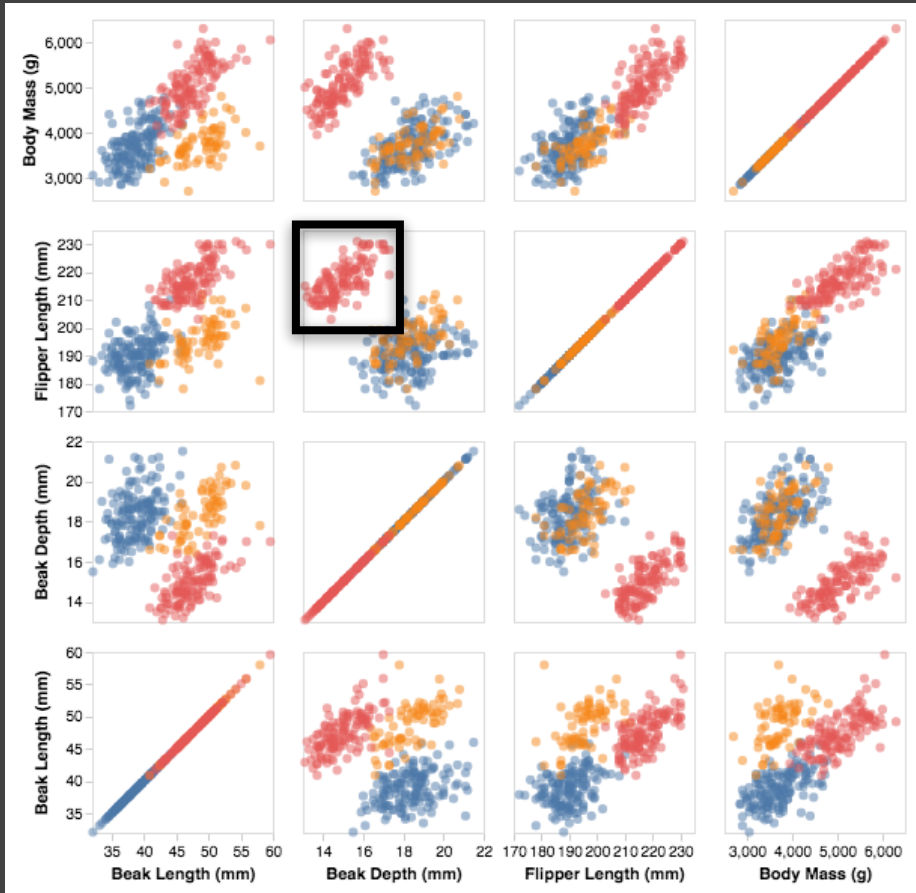 Body Mass (g)
6,000
5,000
4,000
3,000
Flipper Length (mm)
230
220
210
200
190
180
170
Beak Depth (mm)
22
20
18
16
14
Beak Length (mm)
60
55
50
45
40
35
35 40 45 50 55 60
14 16 18 20 22
170 180 190 200 210 220 230
3,000 4,000 5,000 6,000
Beak Length (mm)
Beak Depth (mm)
Flipper Length (mm)
Body Mass (g)